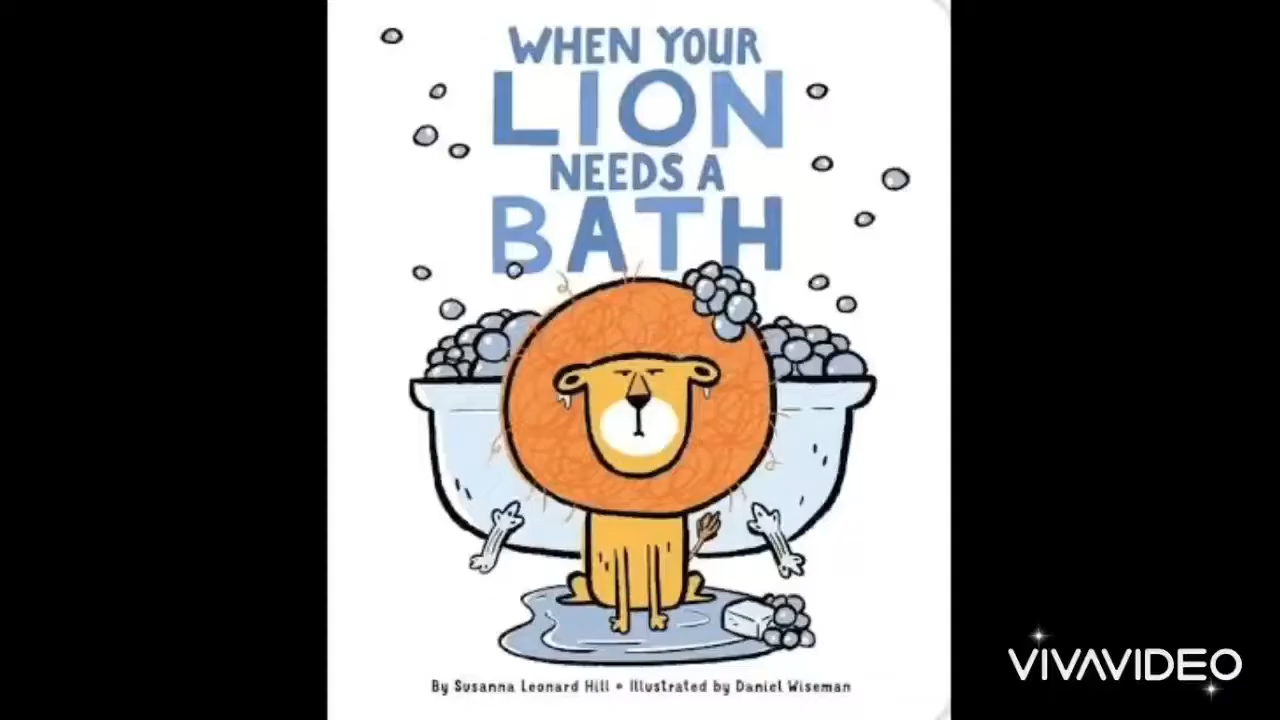 WHEN YOUR
LION
NEEDS A
BATH
By Susanna Leonard Hill • Illustrated by Daniel Wiseman
VIVAVIDEO